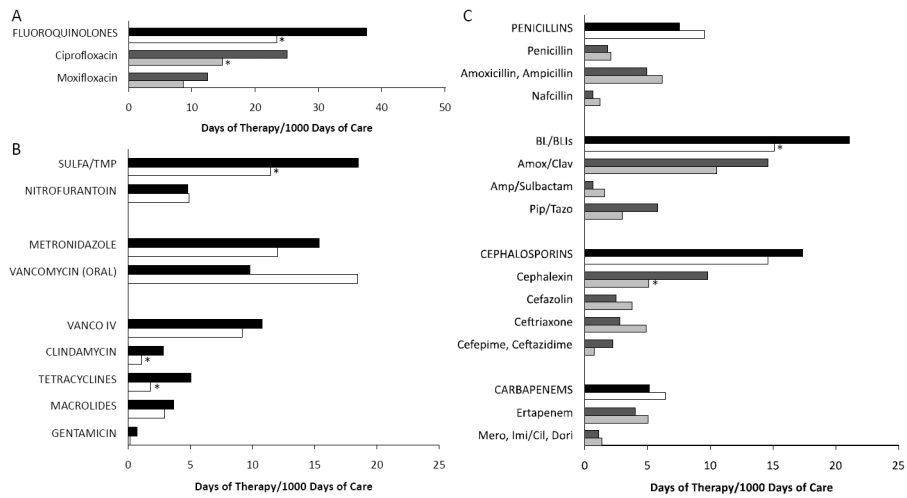 A
FLUOROQUINOLONES
*
Ciprofloxacin
*
Moxifloxacin
0 10 20 30 40 50
Days of Therapy/1000 Days of Care
B
SULFA/TMP
*
NITROFURANTOIN
METRONIDAZOLE
VANCOMYCIN (ORAL)
VANCO IV
CLINDAMYCIN
*
TETRACYCLINES
*
MACROLIDES
GENTAMICIN
0 5 10 15 20 25
Days of Therapy/1000 Days of Care
C
PENICILLINS
Penicillin
Amoxicillin, Ampicillin
Nafcillin
BL/BLIs
*
Amox/Clav
Amp/Sulbactam
Pip/Tazo
CEPHALOSPORINS
Cephalexin
*
Cefazolin
Ceftriaxone
Cefepime, Ceftazidime
CARBAPENEMS
Ertapenem
Mero, Imi/Cil, Dori
0 5 10 15 20 25
Days of Therapy/1000 Days of Care